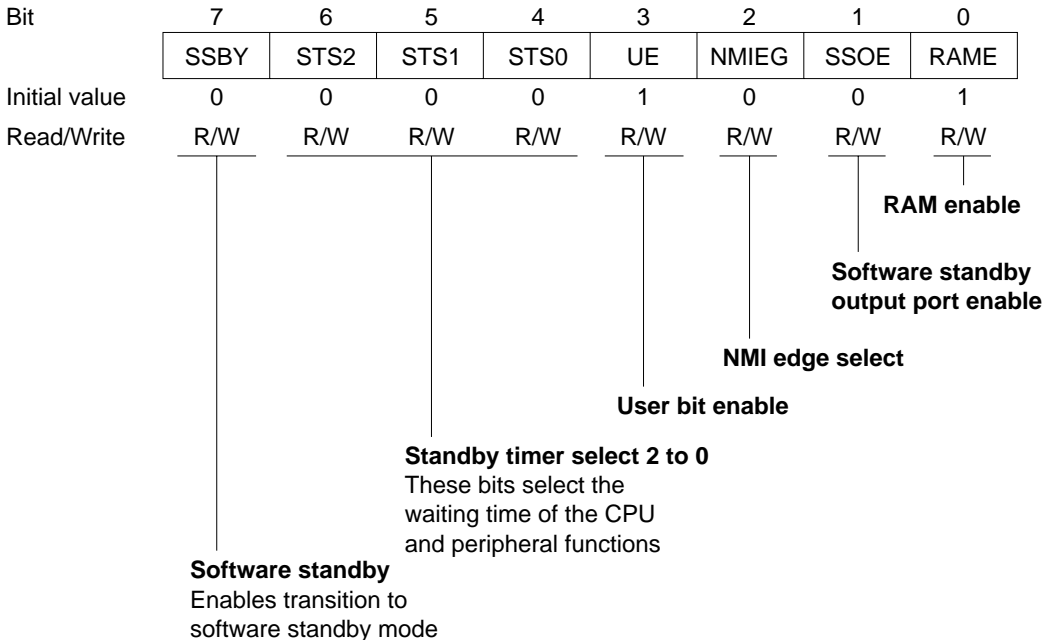 Bit 7 6 5 4 3 2 1 0
SSBY STS2 STS1 STS0 UE NMIEG SSOE RAME
Initial value 0 0 0 0 1 0 0 1
Read/Write R/W R/W R/W R/W R/W R/W R/W R/W
RAM enable
Software standby
output port enable
NMI edge select
User bit enable
Standby timer select 2 to 0
These bits select the
waiting time of the CPU
and peripheral functions
Software standby
Enables transition to
software standby mode